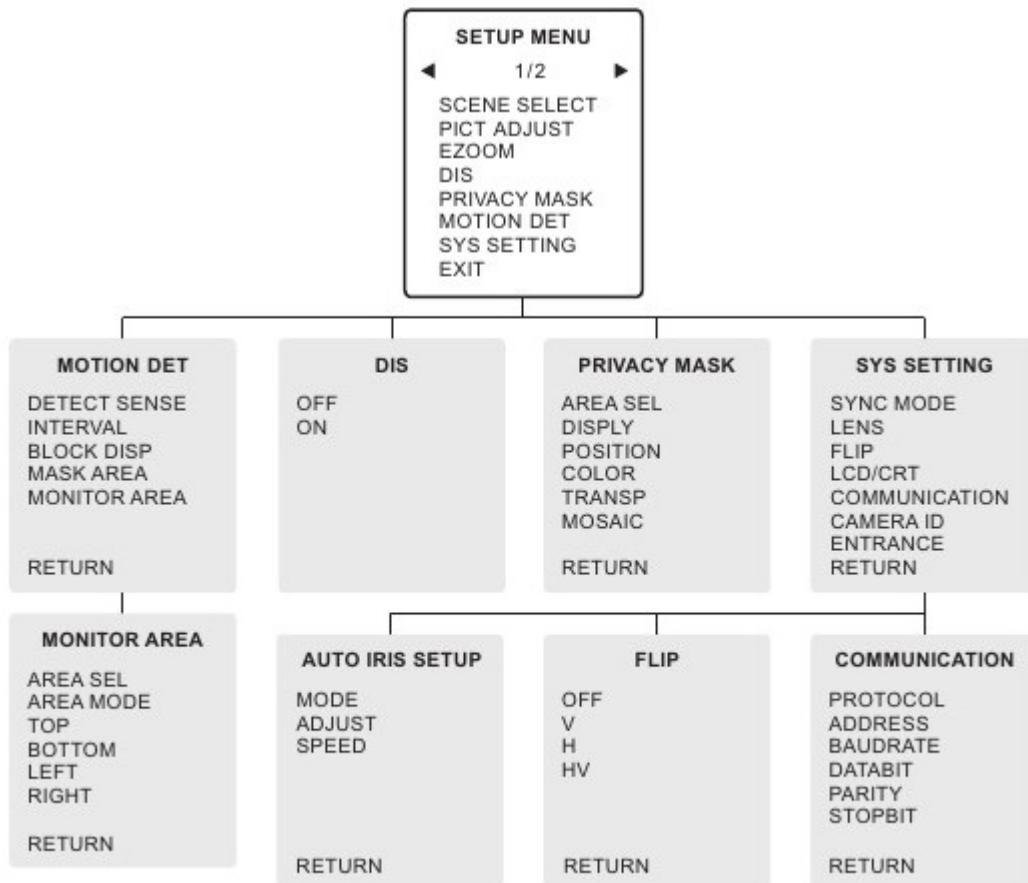 SETUP MENU
◀ 1/2 ▶
SCENE SELECT
PICT ADJUST
EZOOM
DIS
PRIVACY MASK
MOTION DET
SYS SETTING
EXIT
MOTION DET
DETECT SENSE
INTERVAL
BLOCK DISP
MASK AREA
MONITOR AREA
RETURN
DIS
OFF
ON
PRIVACY MASK
AREA SEL
DISPLY
POSITION
COLOR
TRANSP
MOSAIC
RETURN
SYS SETTING
SYNC MODE
LENS
FLIP
LCD/CRT
COMMUNICATION
CAMERA ID
ENTRANCE
RETURN
MONITOR AREA
AREA SEL
AREA MODE
TOP
BOTTOM
LEFT
RIGHT
RETURN
AUTO IRIS SETUP
MODE
ADJUST
SPEED
RETURN
FLIP
OFF
V
H
HV
RETURN
COMMUNICATION
PROTOCOL
ADDRESS
BAUDRATE
DATABIT
PARITY
STOPBIT
RETURN